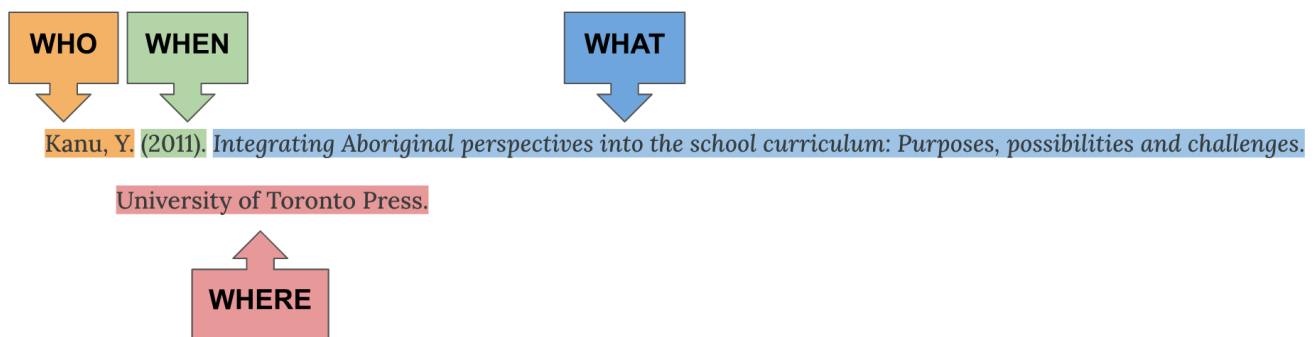 WHO WHEN WHAT
Kanu, Y. (2011). Integrating Aboriginal perspectives into the school curriculum: Purposes, possibilities and challenges.
University of Toronto Press.
WHERE